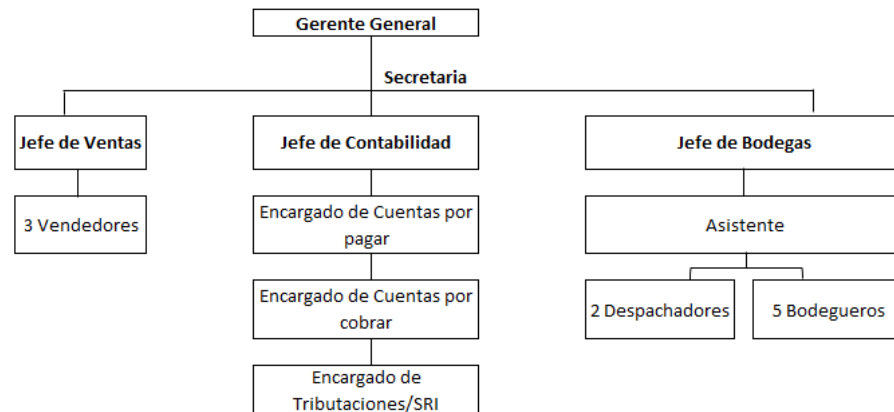 Gerente General
Secretaria
Jefe de Ventas
Jefe de Contabilidad
Jefe de Bodegas
3 Vendedores
Encargado de Cuentas por
pagar
Asistente
Encargado de Cuentas por
cobrar
2 Despachadores
5 Bodegueros
Encargado de
Tributaciones/SRI